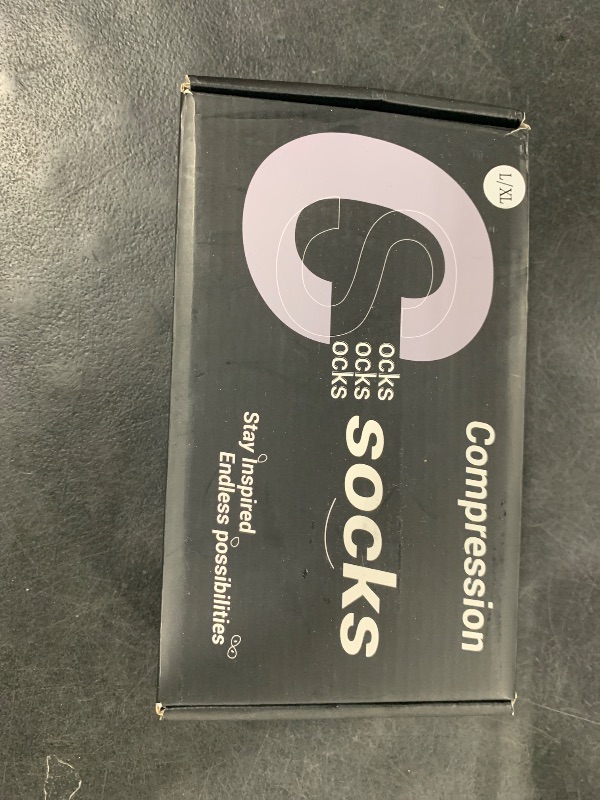 L/XL
Compression
ocks
ocks
ocks
socks
Stay Inspired
Endless possibilities